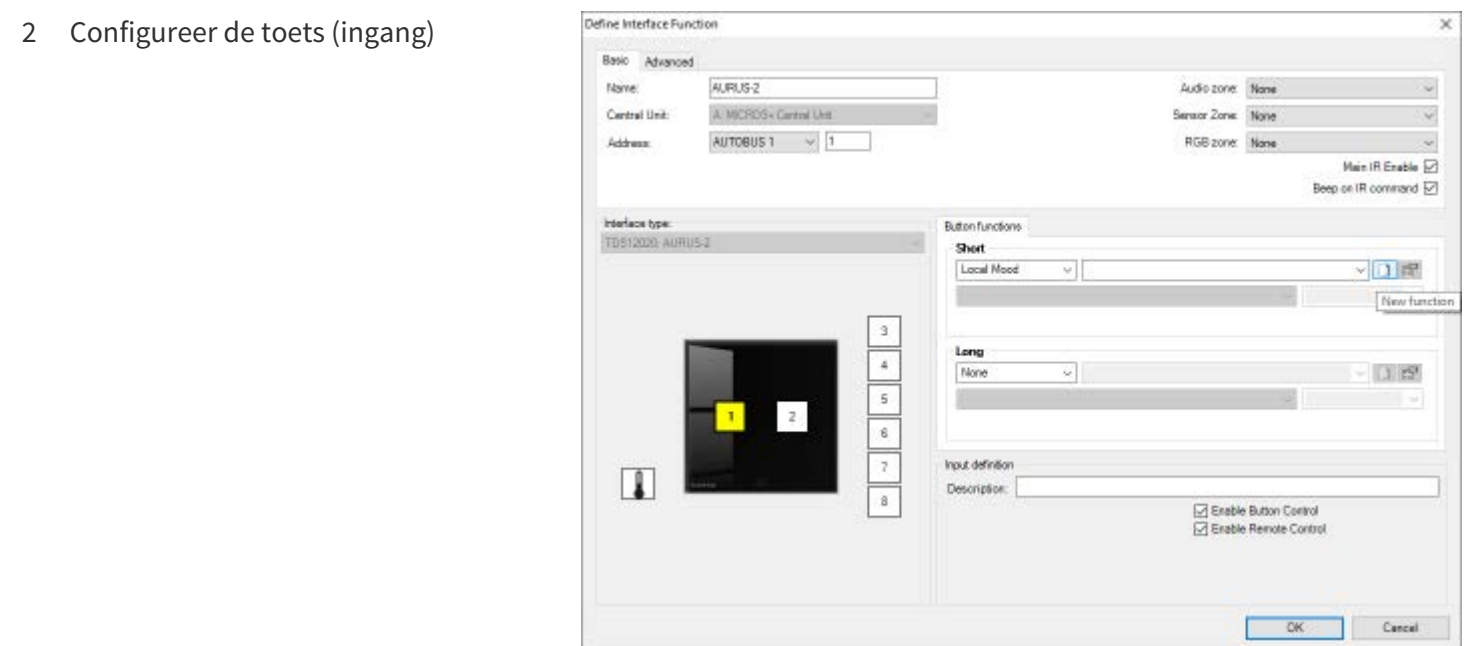 2 Configureer de toets (ingang)
Define Interface Function
Basic Advanced
Name: AURUS-2 Audio zone: None
Central Unit: A: MICROS+ Central Unit Sensor Zone: None
Address: AUTOBUS 1 1 RGB zone: None
Main IR Enable
Beep on IR command
Interface type:
TDS12020: AURUS-2
3
4
5
6
7
8
1 2
Button functions
Short
Local Mood
New function
Long
None
Input definition
Description:
Enable Button Control
Enable Remote Control
OK Cancel